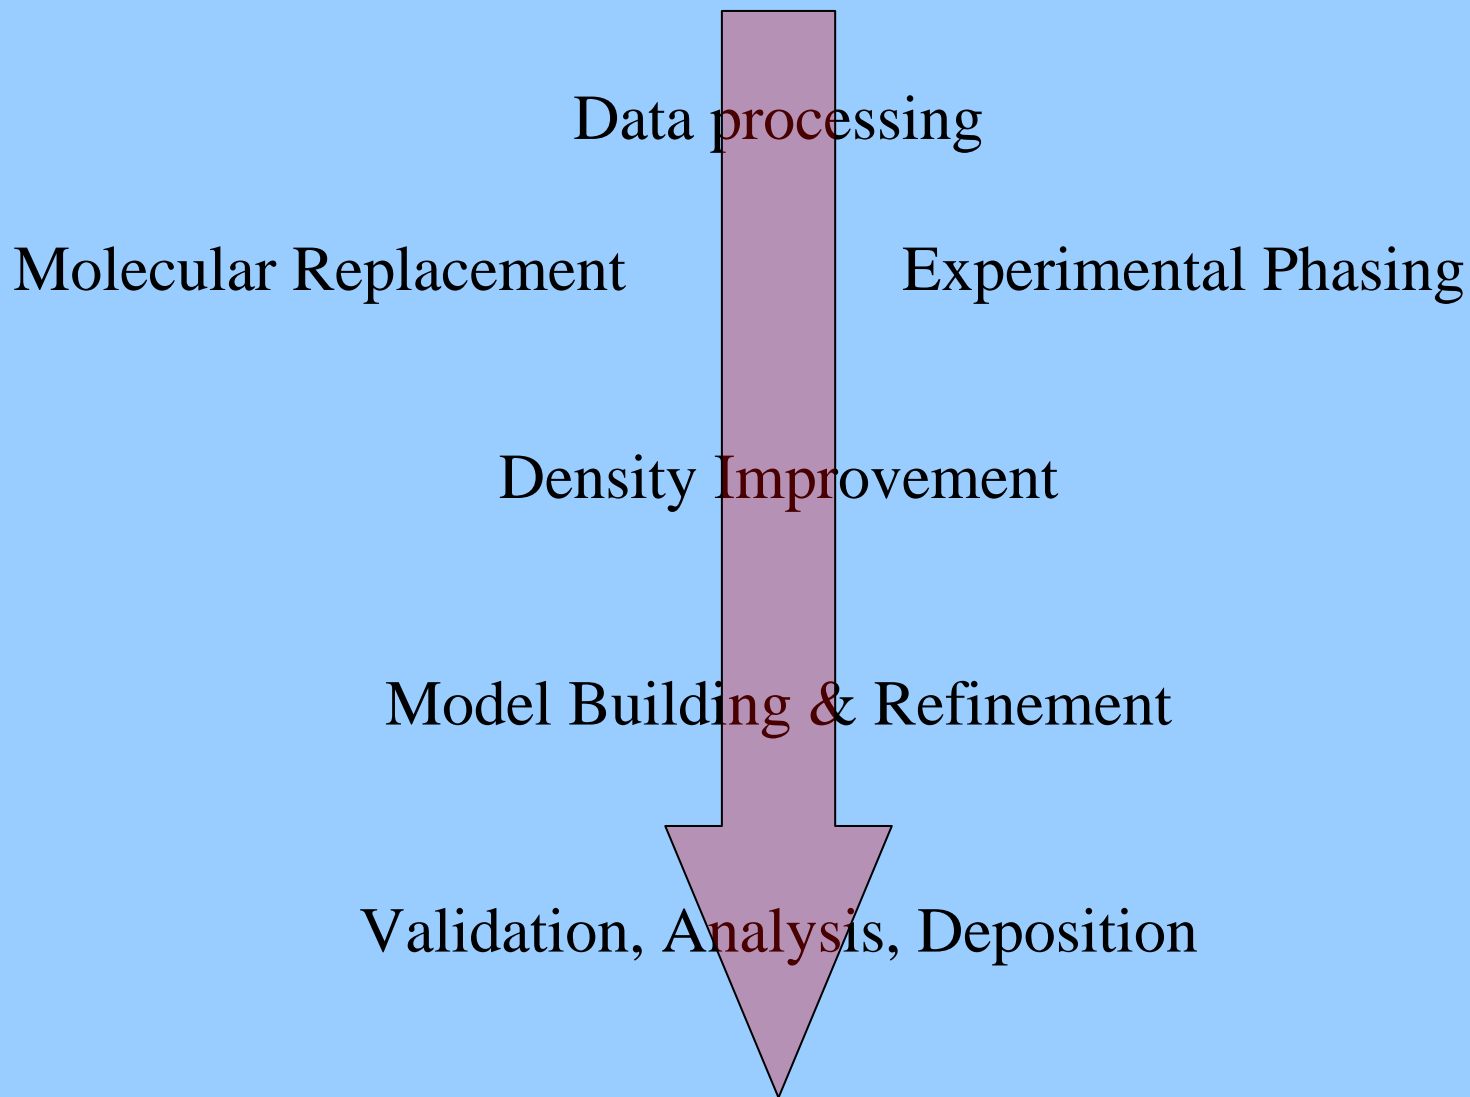 Data processing
Molecular Replacement Experimental Phasing
Density Improvement
Model Building & Refinement
Validation, Analysis, Deposition